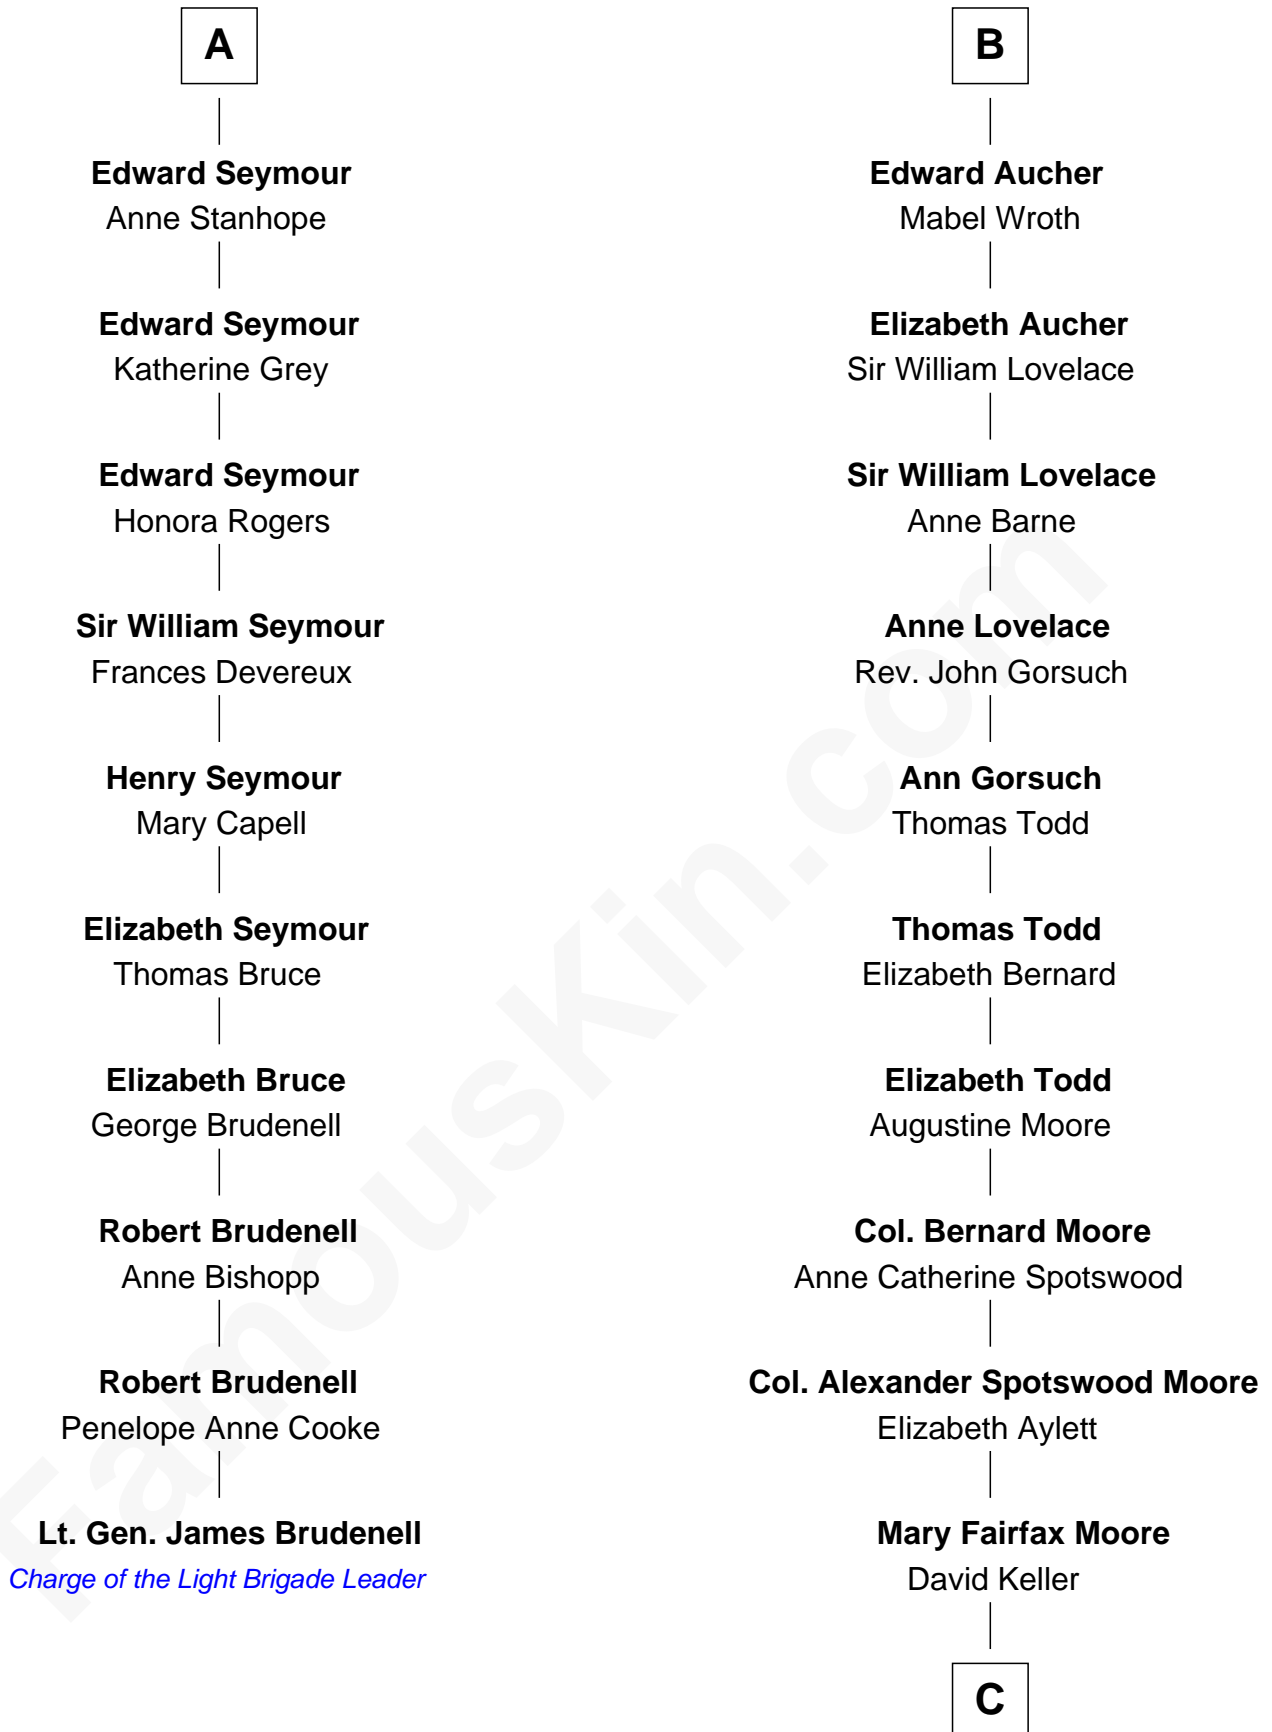 A
Edward Seymour
Anne Stanhope
Edward Seymour
Katherine Grey
Edward Seymour
Honora Rogers
Sir William Seymour
Frances Devereux
Henry Seymour
Mary Capell
Elizabeth Seymour
Thomas Bruce
Elizabeth Bruce
George Brudenell
Robert Brudenell
Anne Bishopp
Robert Brudenell
Penelope Anne Cooke
Lt. Gen. James Brudenell
Charge of the Light Brigade Leader
B
Edward Aucher
Mabel Wroth
Elizabeth Aucher
Sir William Lovelace
Sir William Lovelace
Anne Barne
Anne Lovelace
Rev. John Gorsuch
Ann Gorsuch
Thomas Todd
Thomas Todd
Elizabeth Bernard
Elizabeth Todd
Augustine Moore
Col. Bernard Moore
Anne Catherine Spotswood
Col. Alexander Spotswood Moore
Elizabeth Aylett
Mary Fairfax Moore
David Keller
C
FamousKin.com